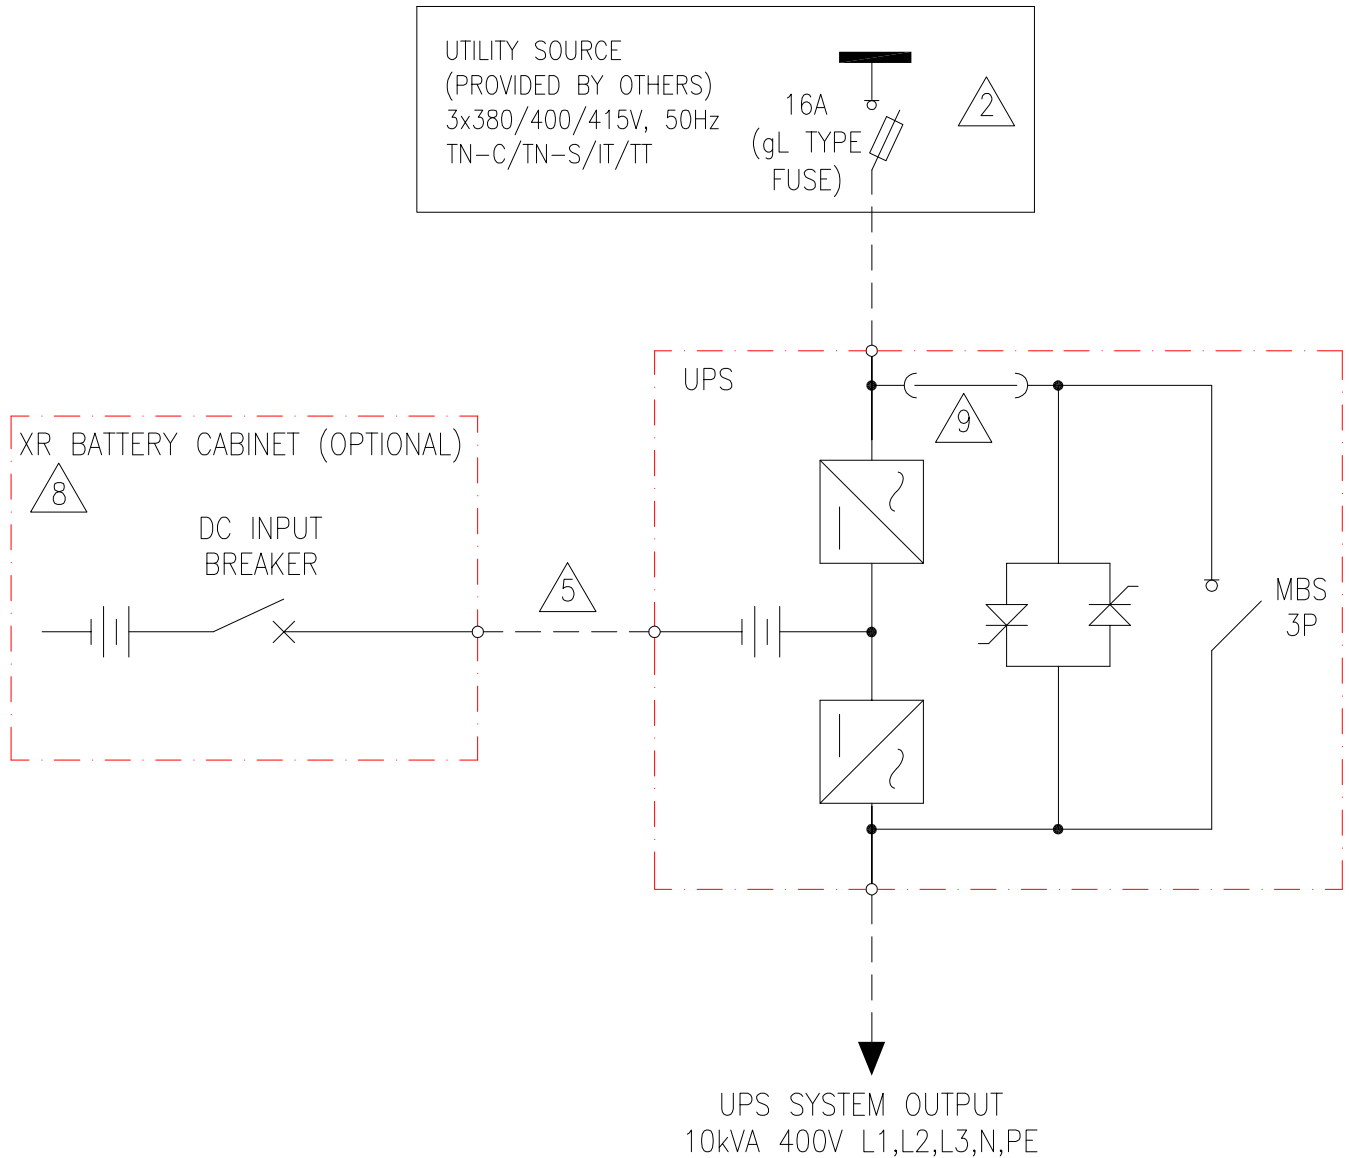 UTILITY SOURCE
(PROVIDED BY OTHERS)
3x380/400/415V, 50Hz
TN-C/TN-S/IT/TT
16A
(gL TYPE
FUSE)
2
UPS
9
XR BATTERY CABINET (OPTIONAL)
8
DC INPUT
BREAKER
5
MBS
3P
UPS SYSTEM OUTPUT
10kVA 400V L1,L2,L3,N,PE